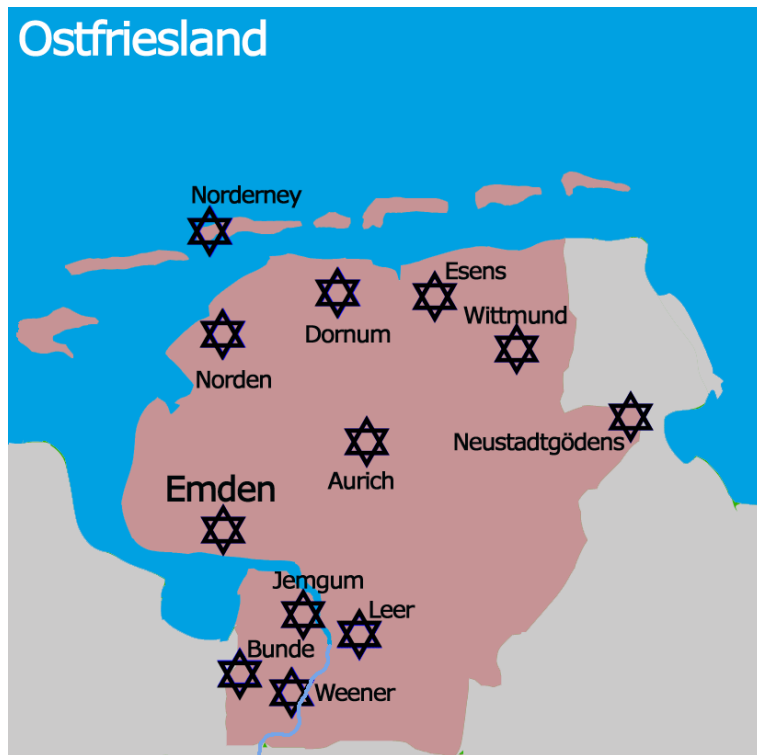 Ostfriesland
Norderney
Esens
Wittmund
Dornum
Norden
Neustadtgödens
Aurich
Emden
Jemgum
Leer
Bunde
Weener